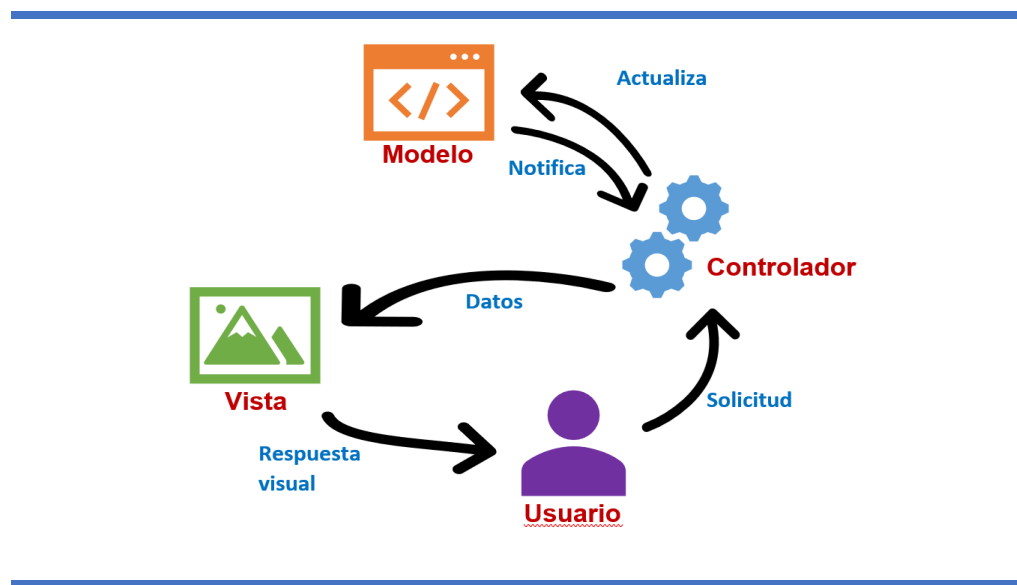 Actualiza
Modelo
Notifica
Controlador
Datos
Vista
Solicitud
Respuesta
visual
Usuario